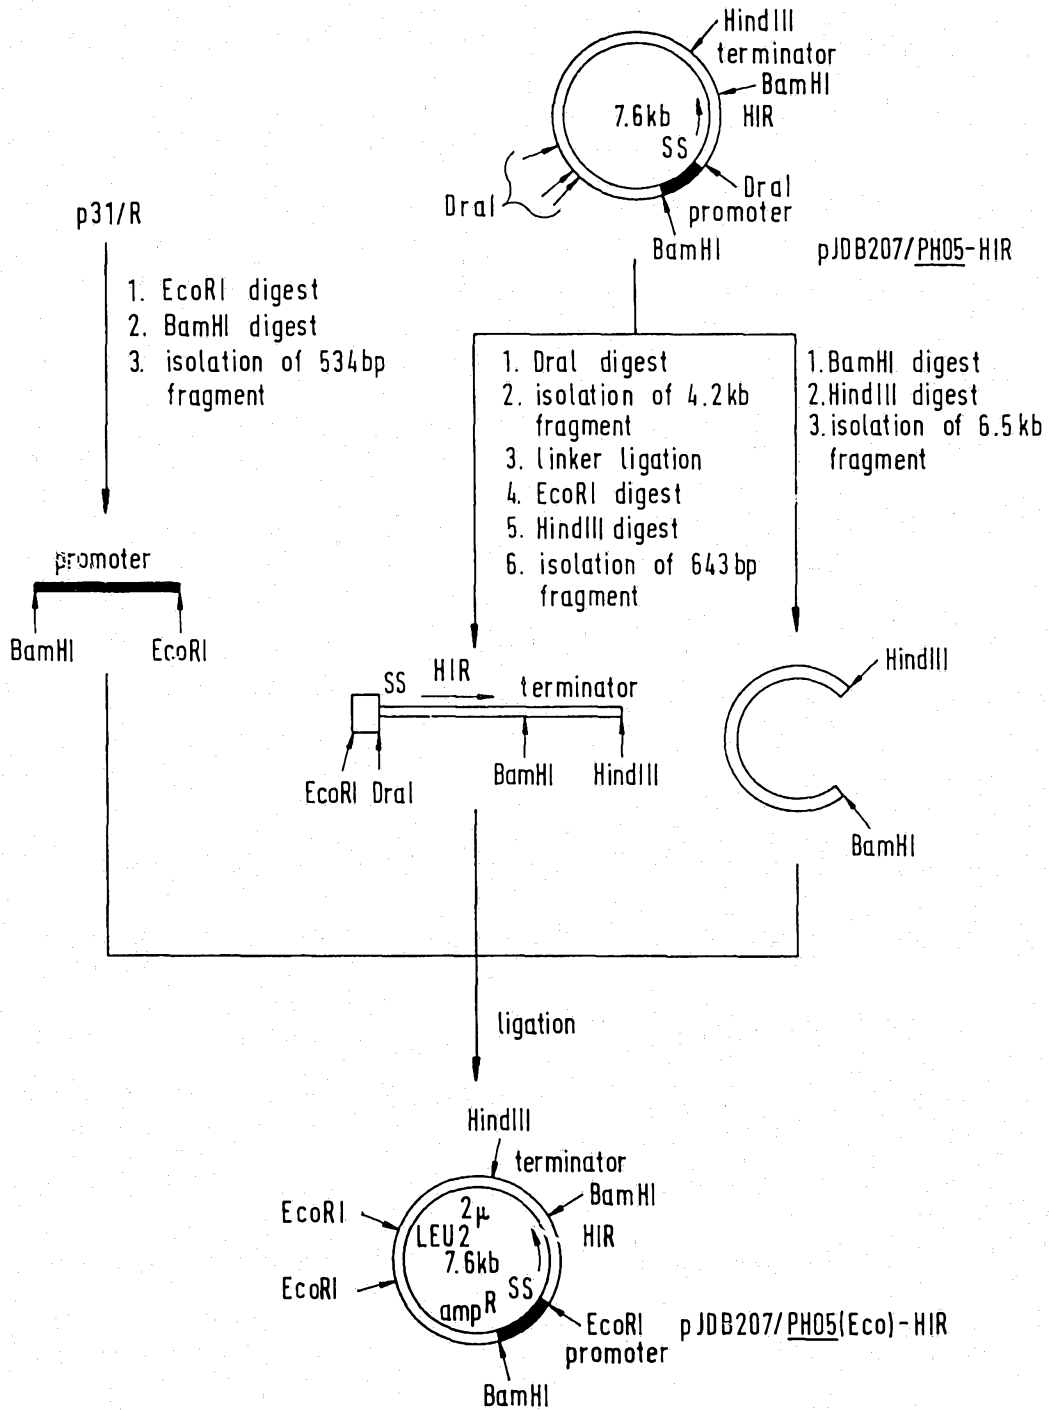 HindIII
terminator
BamHI
7.6kb
HIR
SS
DraI
DraI
promoter
BamHI
pJDB207/PHO5-HIR
p31/R
1. EcoRI digest
2. BamHI digest
3. isolation of 534bp
fragment
1. DraI digest
2. isolation of 4.2kb
fragment
3. linker ligation
4. EcoRI digest
5. HindIII digest
6. isolation of 643bp
fragment
1.BamHI digest
2.HindIII digest
3.isolation of 6.5kb
fragment
promoter
BamHI
EcoRI
SS
HIR
terminator
EcoRI
DraI
BamHI
HindIII
HindIII
BamHI
ligation
HindIII
terminator
BamHI
EcoRI
2μ
LEU2
HIR
7.6kb
EcoRI
SS
ampR
EcoRI
promoter
pJDB207/PHO5(Eco)-HIR
BamHI